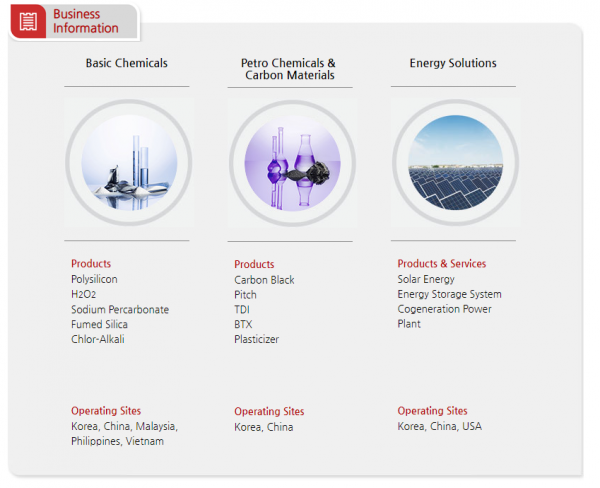 Business
Information
Basic Chemicals
Petro Chemicals &
Carbon Materials
Energy Solutions
Products
Polysilicon
H2O2
Sodium Percarbonate
Fumed Silica
Chlor-Alkali
Products
Carbon Black
Pitch
TDI
BTX
Plasticizer
Products & Services
Solar Energy
Energy Storage System
Cogeneration Power
Plant
Operating Sites
Korea, China, Malaysia,
Philippines, Vietnam
Operating Sites
Korea, China
Operating Sites
Korea, China, USA